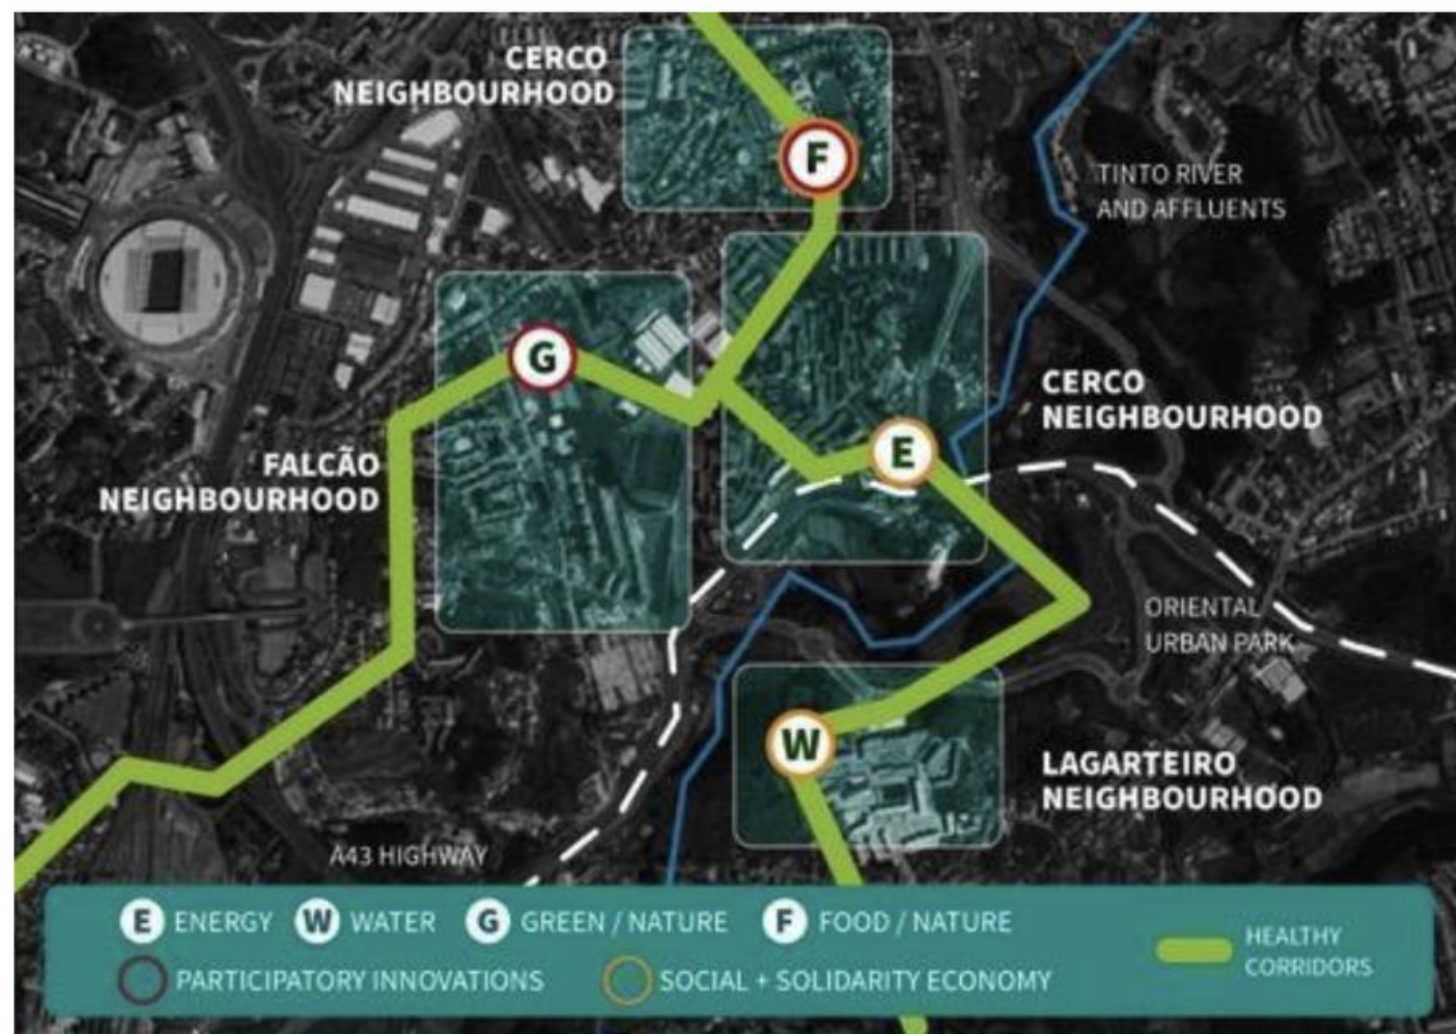 CERCO
NEIGHBOURHOOD
F
TINTO RIVER
AND AFFLUENTS
G
CERCO
NEIGHBOURHOOD
E
FALCÃO
NEIGHBOURHOOD
ORIENTAL
URBAN PARK
W
LAGARTEIRO
NEIGHBOURHOOD
A43 HIGHWAY
E ENERGY W WATER G GREEN / NATURE F FOOD / NATURE
PARTICIPATORY INNOVATIONS SOCIAL + SOLIDARITY ECONOMY
HEALTHY
CORRIDORS